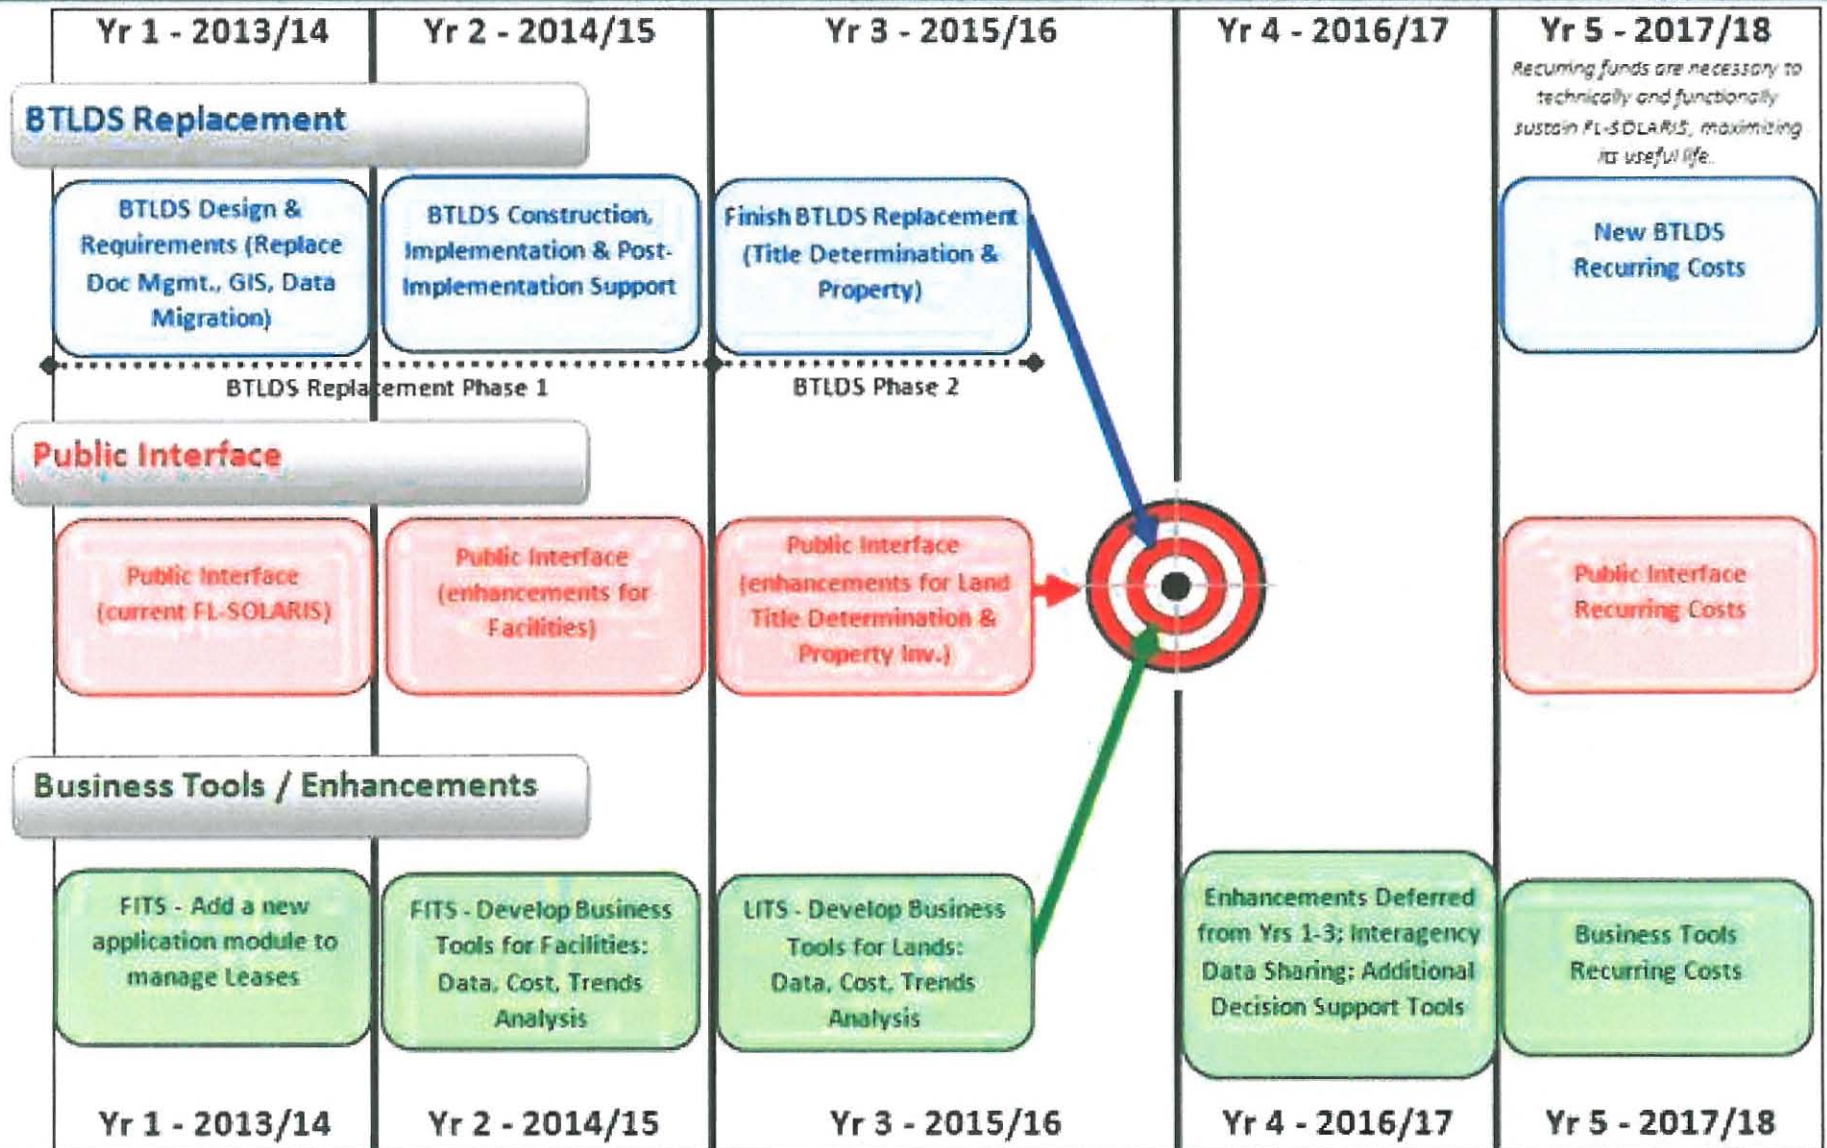 Yr 1 - 2013/14
Yr 2 - 2014/15
Yr 3 - 2015/16
Yr 4 - 2016/17
Yr 5 - 2017/18
Recurring funds are necessary to
technically and functionally
sustain FL-SOLARIS, maximizing
its useful life.
BTLDS Replacement
BTLDS Design &
Requirements (Replace
Doc Mgmt., GIS, Data
Migration)
BTLDS Construction,
Implementation & Post-
Implementation Support
Finish BTLDS Replacement
(Title Determination &
Property)
New BTLDS
Recurring Costs
BTLDS Replacement Phase 1
BTLDS Phase 2
Public Interface
Public Interface
(current FL-SOLARIS)
Public Interface
(enhancements for
Facilities)
Public Interface
(enhancements for Land
Title Determination &
Property Inv.)
Public Interface
Recurring Costs
Business Tools / Enhancements
FITS - Add a new
application module to
manage Leases
FITS - Develop Business
Tools for Facilities:
Data, Cost, Trends
Analysis
LITS - Develop Business
Tools for Lands:
Data, Cost, Trends
Analysis
Enhancements Deferred
from Yrs 1-3; Interagency
Data Sharing; Additional
Decision Support Tools
Business Tools
Recurring Costs
Yr 1 - 2013/14
Yr 2 - 2014/15
Yr 3 - 2015/16
Yr 4 - 2016/17
Yr 5 - 2017/18